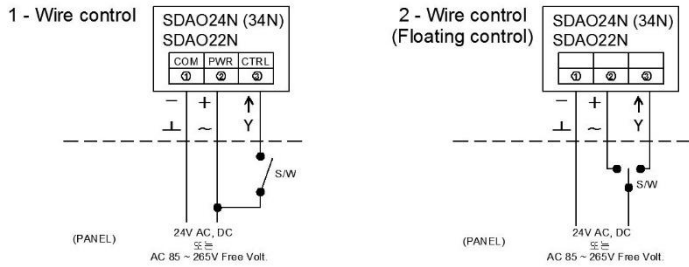 1 - Wire control
SDAO24N (34N)
SDAO22N
COM PWR CTRL
① ② ③
− + ↑
⊥ ~ Y
S/W
(PANEL)
24V AC, DC
또는
AC 85 ~ 265V Free Volt.
2 - Wire control
(Floating control)
SDAO24N (34N)
SDAO22N
① ② ③
− + ↑
⊥ ~ Y
S/W
(PANEL)
24V AC, DC
또는
AC 85 ~ 265V Free Volt.